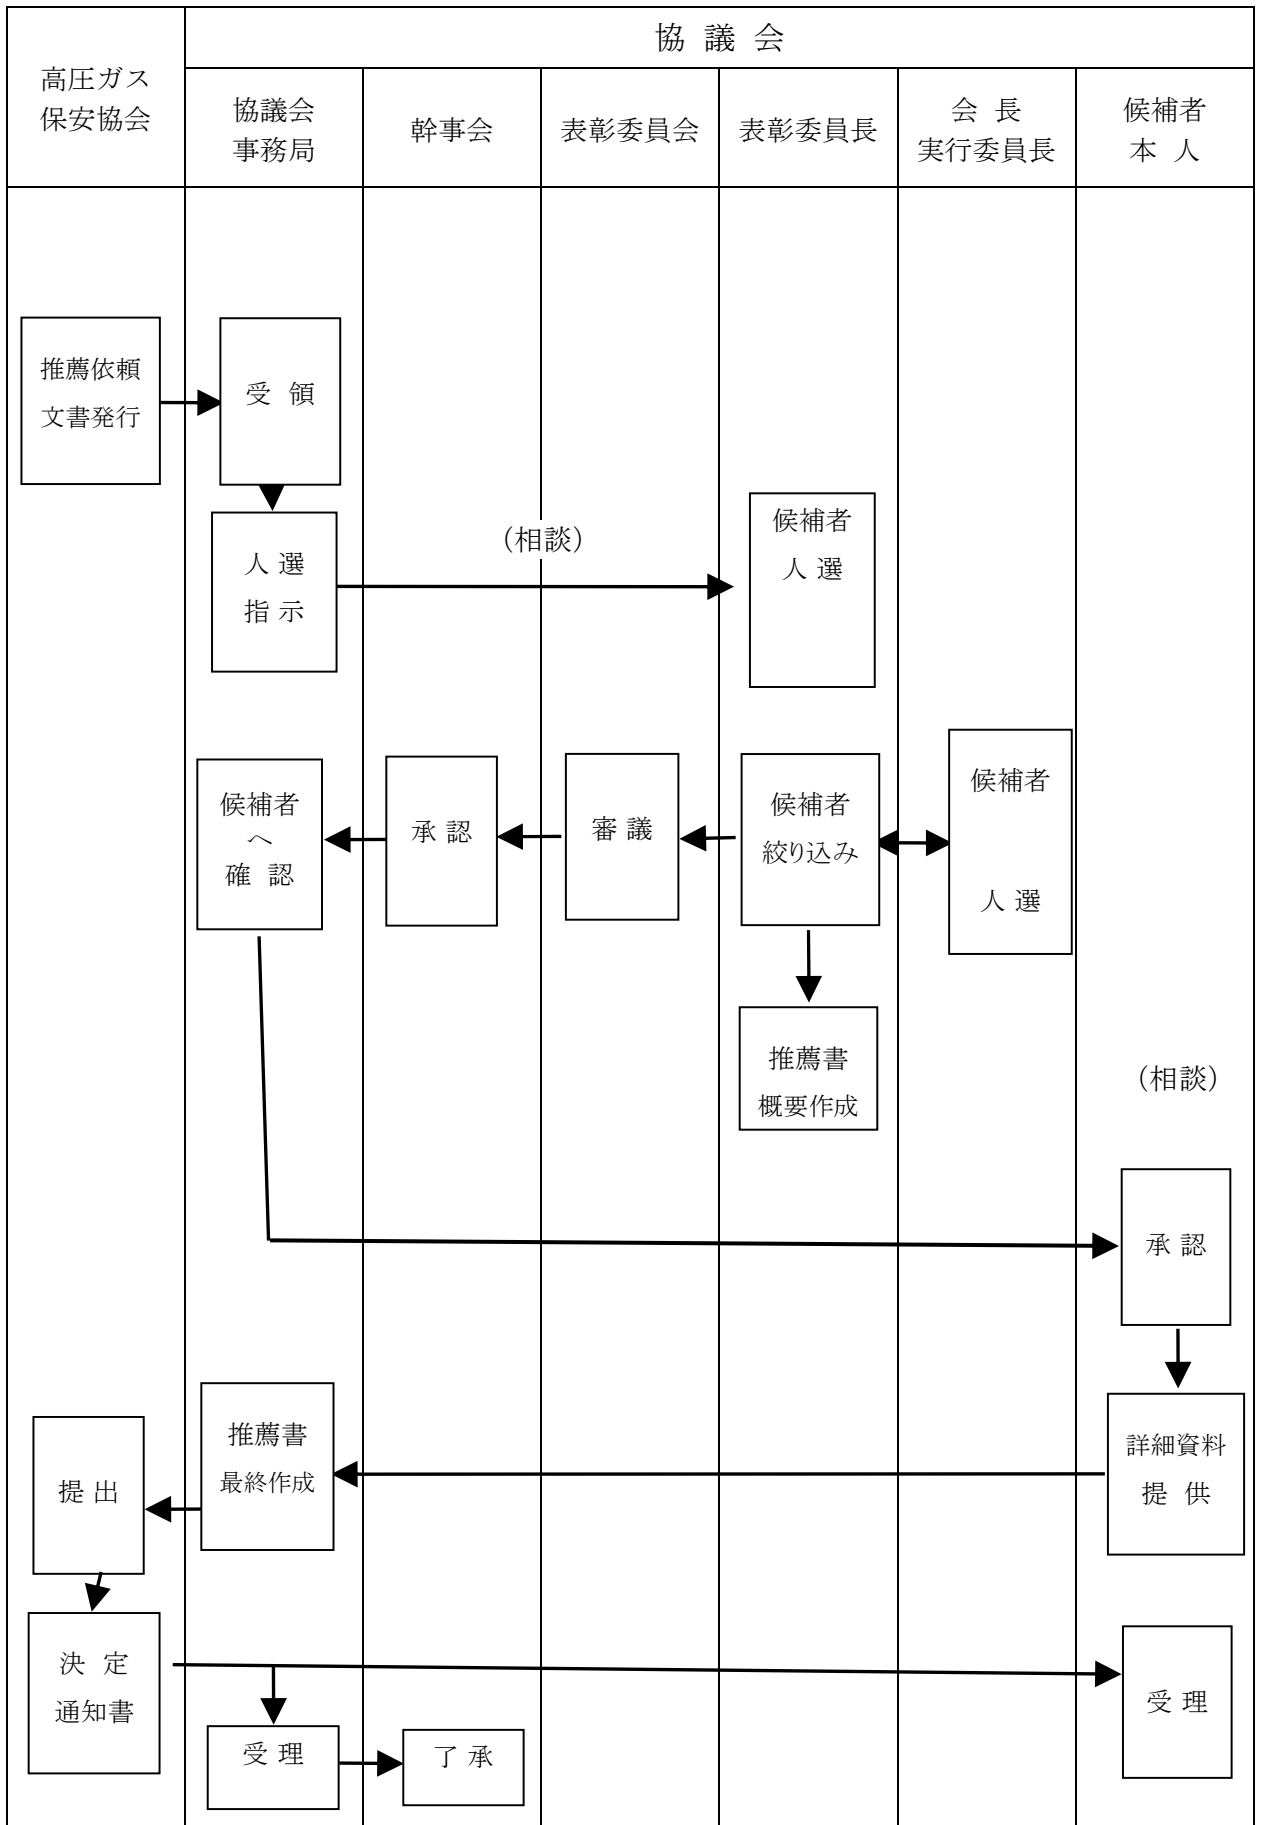 協 議 会
高圧ガス
保安協会
協議会
事務局
幹事会
表彰委員会
表彰委員長
会 長
実行委員長
候補者
本 人
推薦依頼
文書発行
受 領
人 選
指 示
（相談）
候補者
人 選
候補者
へ
確 認
承 認
審 議
候補者
絞り込み
候補者
人 選
推薦書
概要作成
（相談）
承 認
詳細資料
提 供
推薦書
最終作成
提 出
決 定
通知書
受 理
受 理
了 承